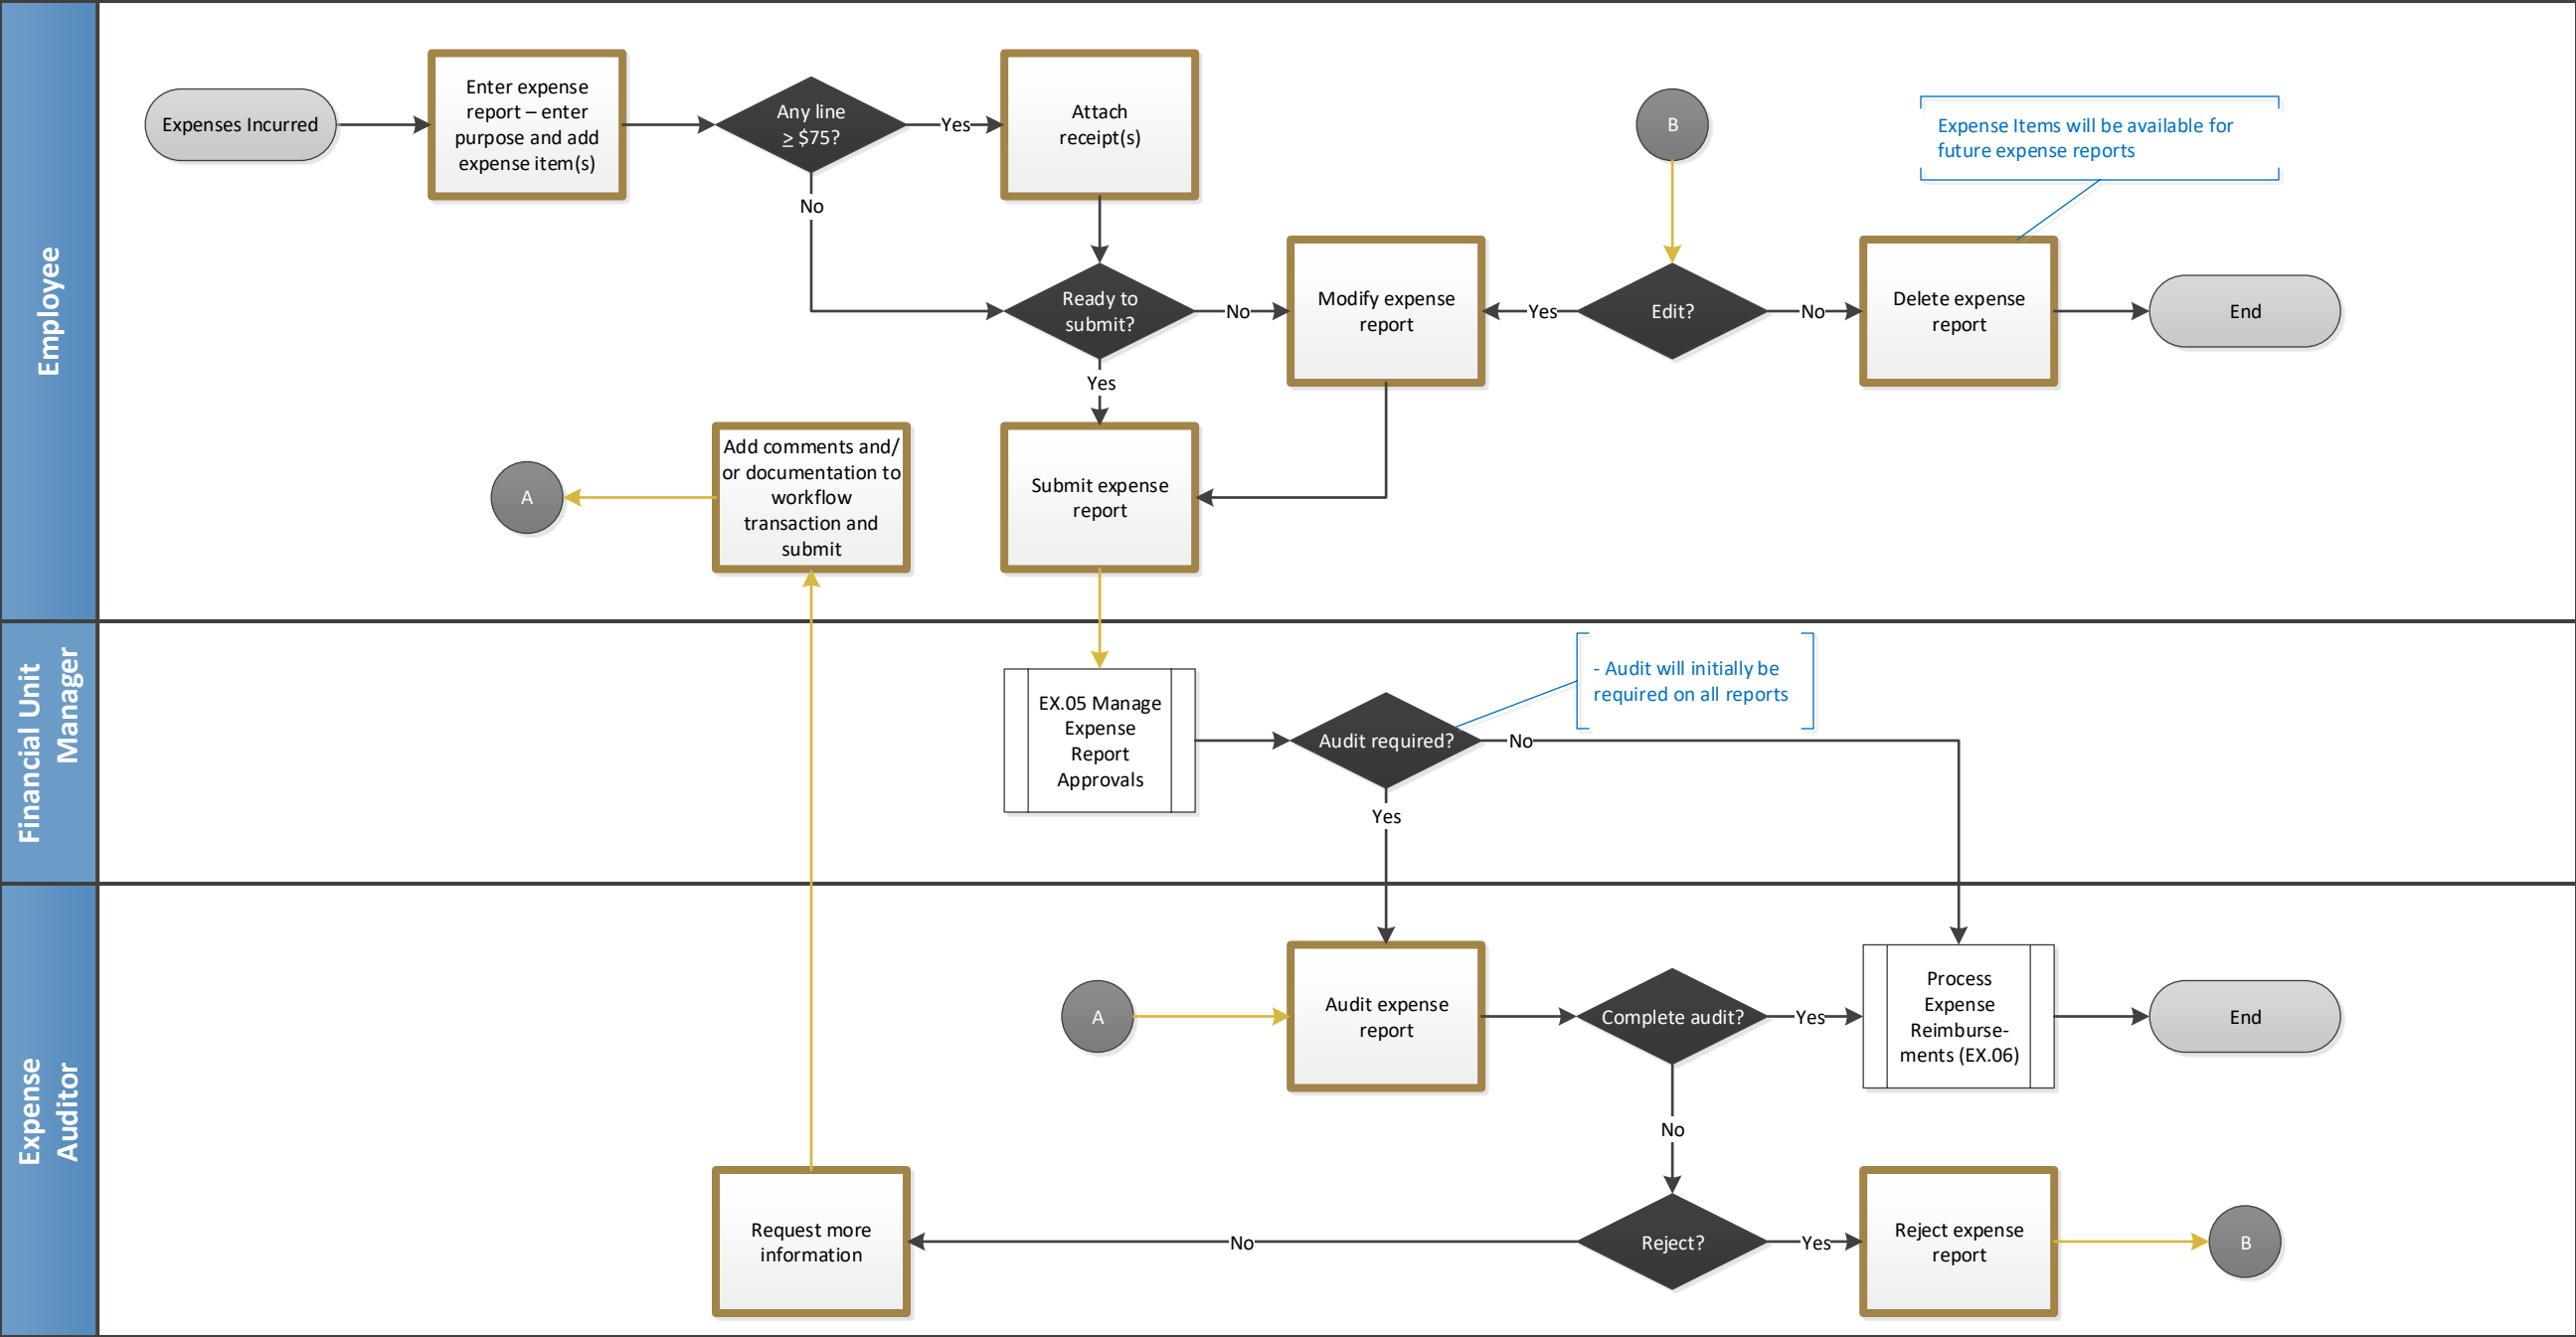 Employee
Expenses Incurred
Enter expense
report – enter
purpose and add
expense item(s)
Any line
≥ $75?
Yes
No
Attach
receipt(s)
B
Expense Items will be available for
future expense reports
Ready to
submit?
No
Yes
Modify expense
report
Yes
Edit?
No
Delete expense
report
End
A
Add comments and/
or documentation to
workflow
transaction and
submit
Submit expense
report
Financial Unit
Manager
EX.05 Manage
Expense
Report
Approvals
Audit required?
- Audit will initially be
required on all reports
No
Yes
Expense
Auditor
A
Audit expense
report
Complete audit?
Yes
No
Process
Expense
Reimburse-
ments (EX.06)
End
Request more
information
No
Reject?
Yes
Reject expense
report
B